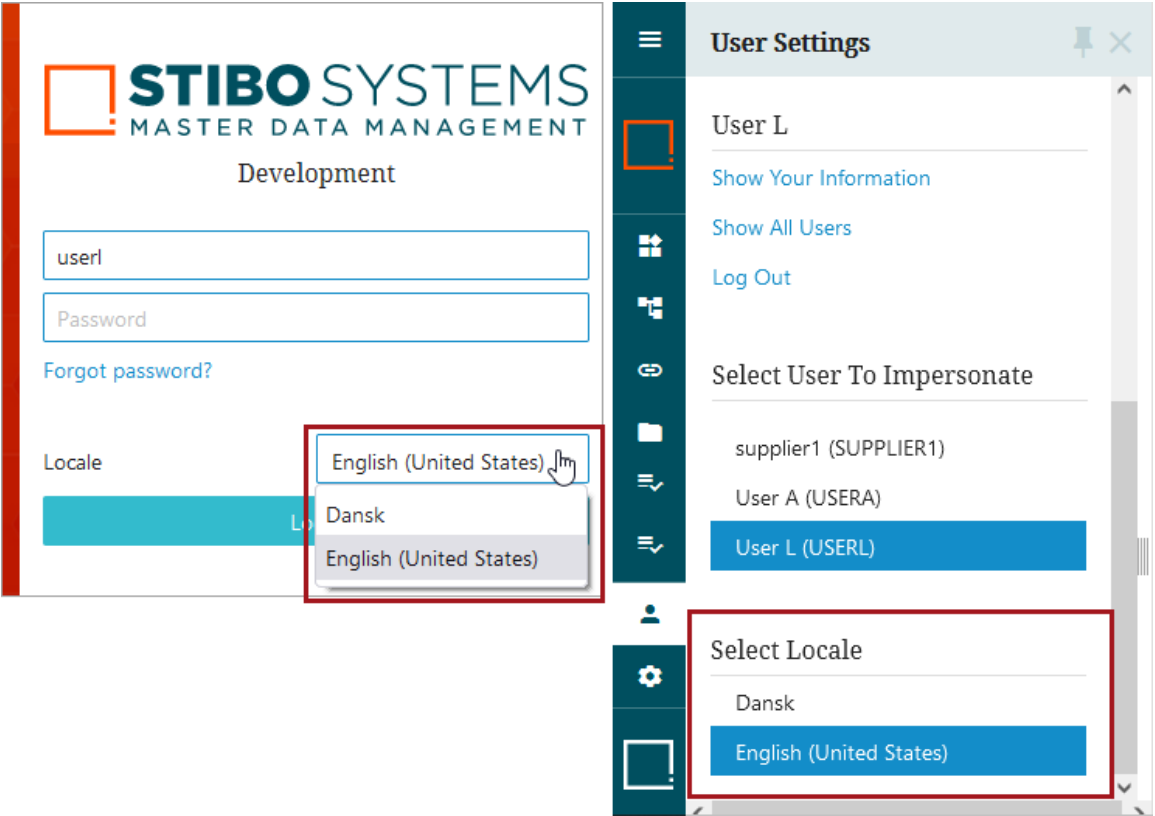 STIBO SYSTEMS
MASTER DATA MANAGEMENT
Development
userl
Password
Forgot password?
Locale
English (United States)
Lo
Dansk
English (United States)
User Settings
User L
Show Your Information
Show All Users
Log Out
Select User To Impersonate
supplier1 (SUPPLIER1)
User A (USERA)
User L (USERL)
Select Locale
Dansk
English (United States)